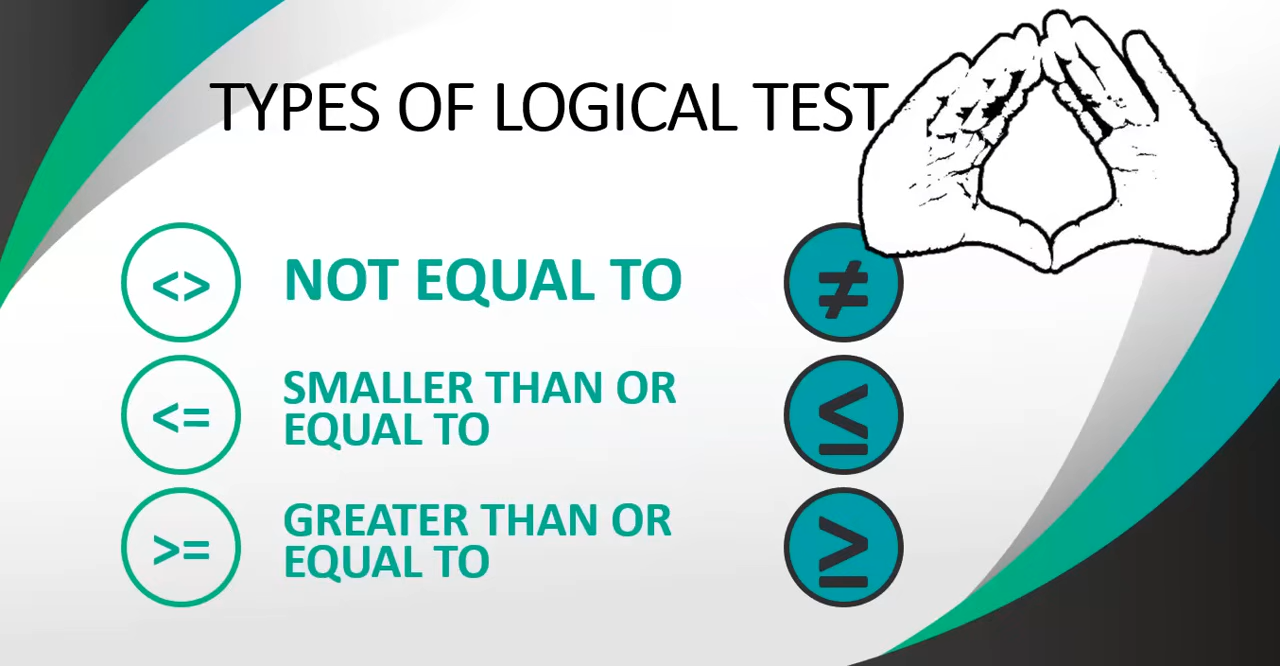 TYPES OF LOGICAL TEST
<> NOT EQUAL TO ≠
<= SMALLER THAN OR
EQUAL TO ≤
>= GREATER THAN OR
EQUAL TO ≥